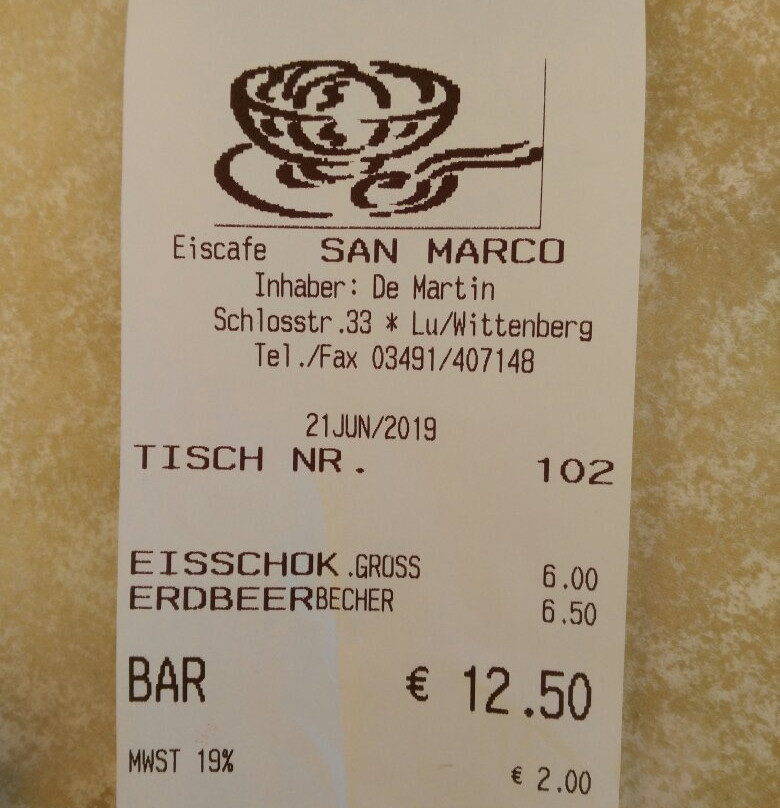 Eiscafe SAN MARCO
Inhaber: De Martin
Schlosstr.33 * Lu/Wittenberg
Tel./Fax 03491/407148
21JUN/2019
TISCH NR. 102
EISSCHOK.GROSS 6.00
ERDBEERBECHER 6.50
BAR € 12.50
MWST 19% € 2.00